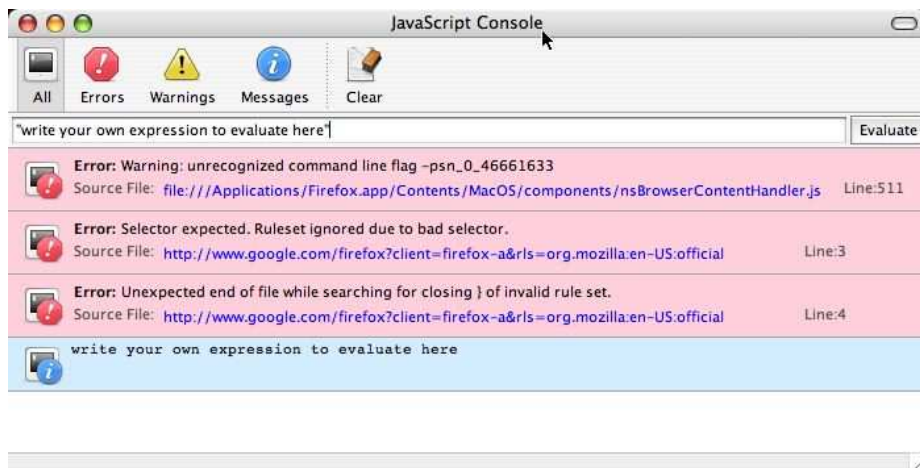 JavaScript Console
All Errors Warnings Messages Clear
"write your own expression to evaluate here" Evaluate
Error: Warning: unrecognized command line flag -psn_0_46661633
Source File: file:///Applications/Firefox.app/Contents/MacOS/components/nsBrowserContentHandler.js Line:511
Error: Selector expected. Ruleset ignored due to bad selector.
Source File: http://www.google.com/firefox?client=firefox-a&rls=org.mozilla:en-US:official Line:3
Error: Unexpected end of file while searching for closing } of invalid rule set.
Source File: http://www.google.com/firefox?client=firefox-a&rls=org.mozilla:en-US:official Line:4
write your own expression to evaluate here